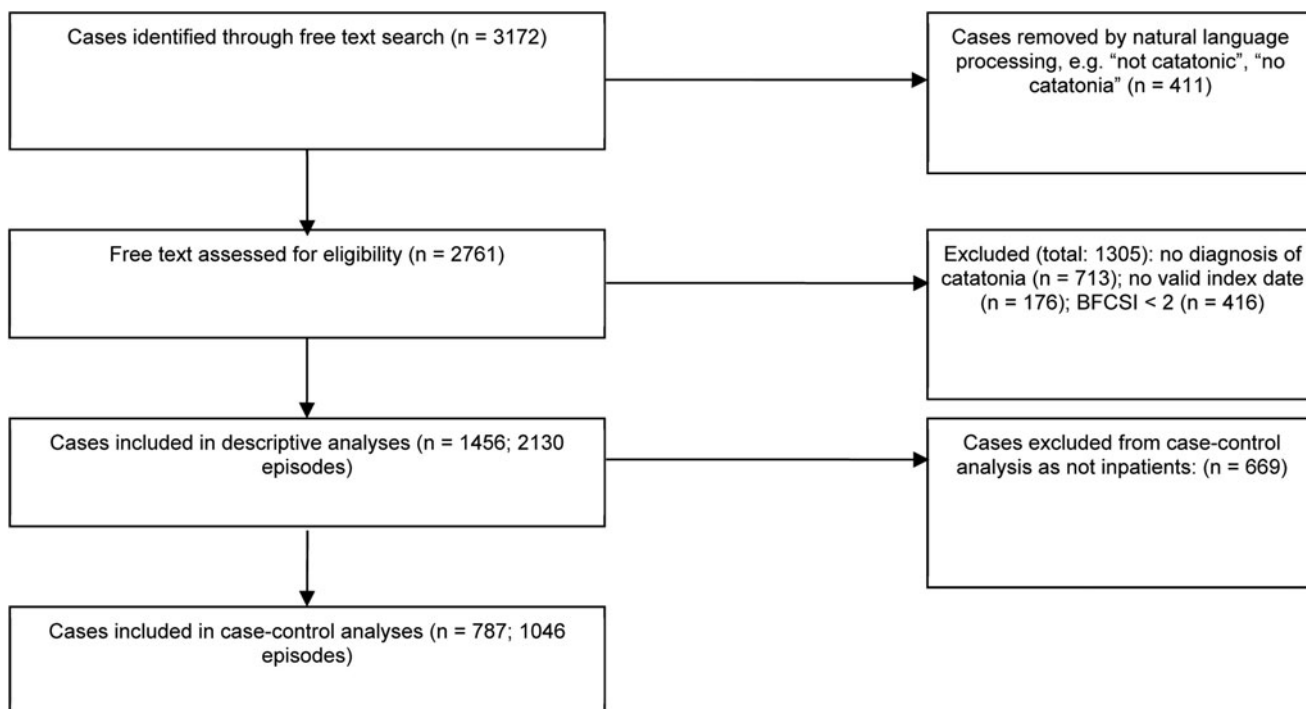 Cases identified through free text search (n = 3172)
Cases removed by natural language
processing, e.g. “not catatonic”, “no
catatonia” (n = 411)
Free text assessed for eligibility (n = 2761)
Excluded (total: 1305): no diagnosis of
catatonia (n = 713); no valid index date
(n = 176); BFCSI < 2 (n = 416)
Cases included in descriptive analyses (n = 1456; 2130
episodes)
Cases excluded from case-control
analysis as not inpatients: (n = 669)
Cases included in case-control analyses (n = 787; 1046
episodes)